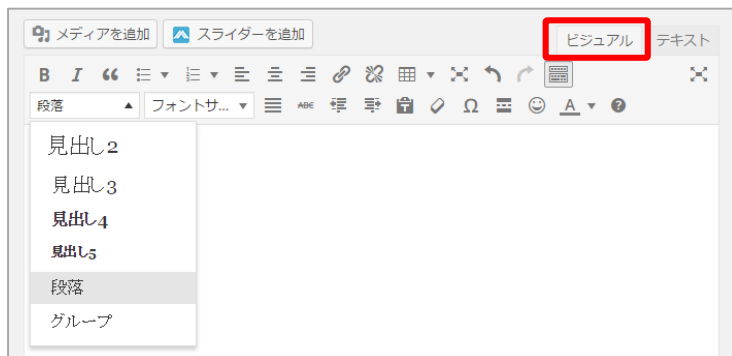 メディアを追加 スライダーを追加 ビジュアル テキスト
B I
段落 フォントサ... ABC T Ω A ?
見出し2
見出し3
見出し4
見出し5
段落
グループ